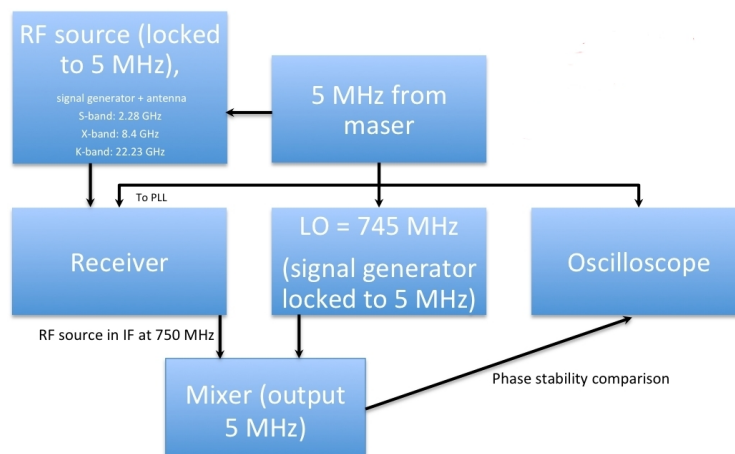 RF source (locked
to 5 MHz),
signal generator + antenna
S-band: 2.28 GHz
X-band: 8.4 GHz
K-band: 22.23 GHz
5 MHz from
maser
To PLL
Receiver
LO = 745 MHz
(signal generator
locked to 5 MHz)
Oscilloscope
RF source in IF at 750 MHz
Mixer (output
5 MHz)
Phase stability comparison